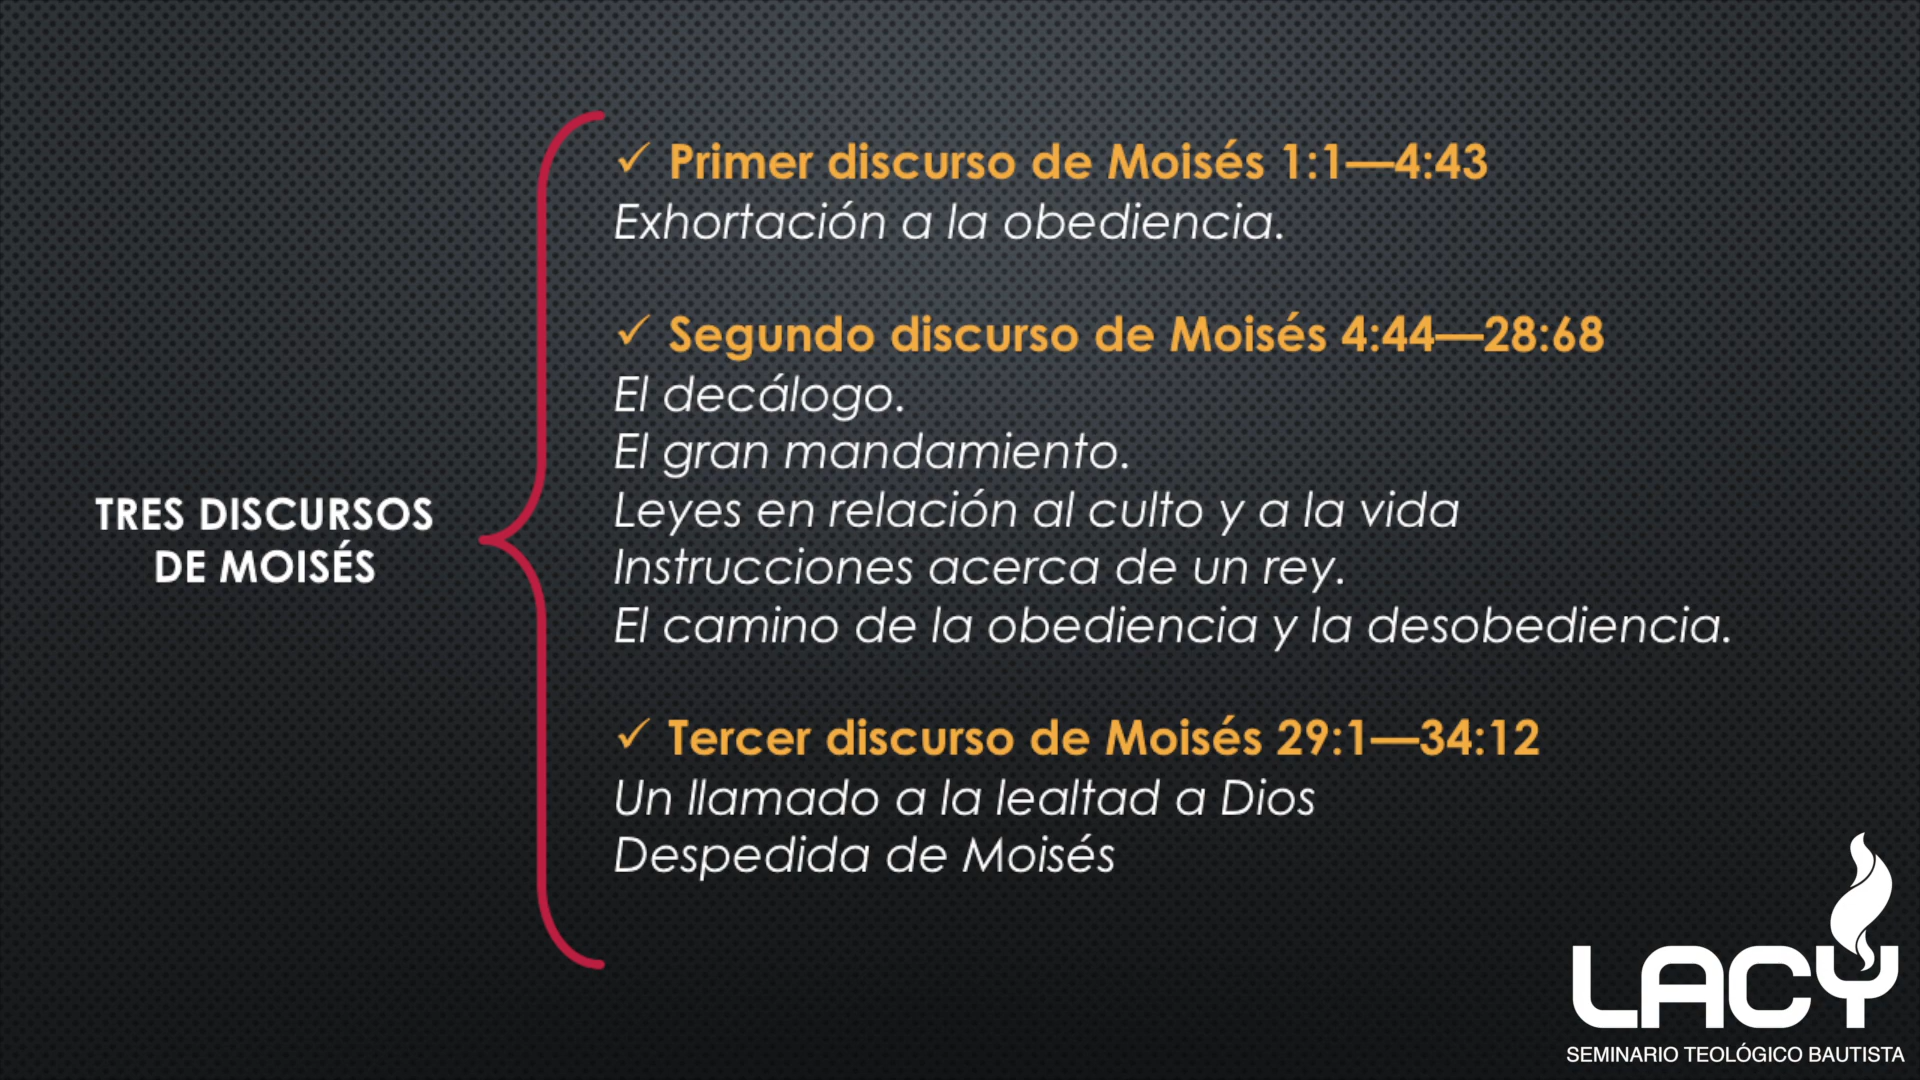 TRES DISCURSOS
DE MOISÉS
✓ Primer discurso de Moisés 1:1—4:43
Exhortación a la obediencia.
✓ Segundo discurso de Moisés 4:44—28:68
El decálogo.
El gran mandamiento.
Leyes en relación al culto y a la vida
Instrucciones acerca de un rey.
El camino de la obediencia y la desobediencia.
✓ Tercer discurso de Moisés 29:1—34:12
Un llamado a la lealtad a Dios
Despedida de Moisés
LACY
SEMINARIO TEOLÓGICO BAUTISTA